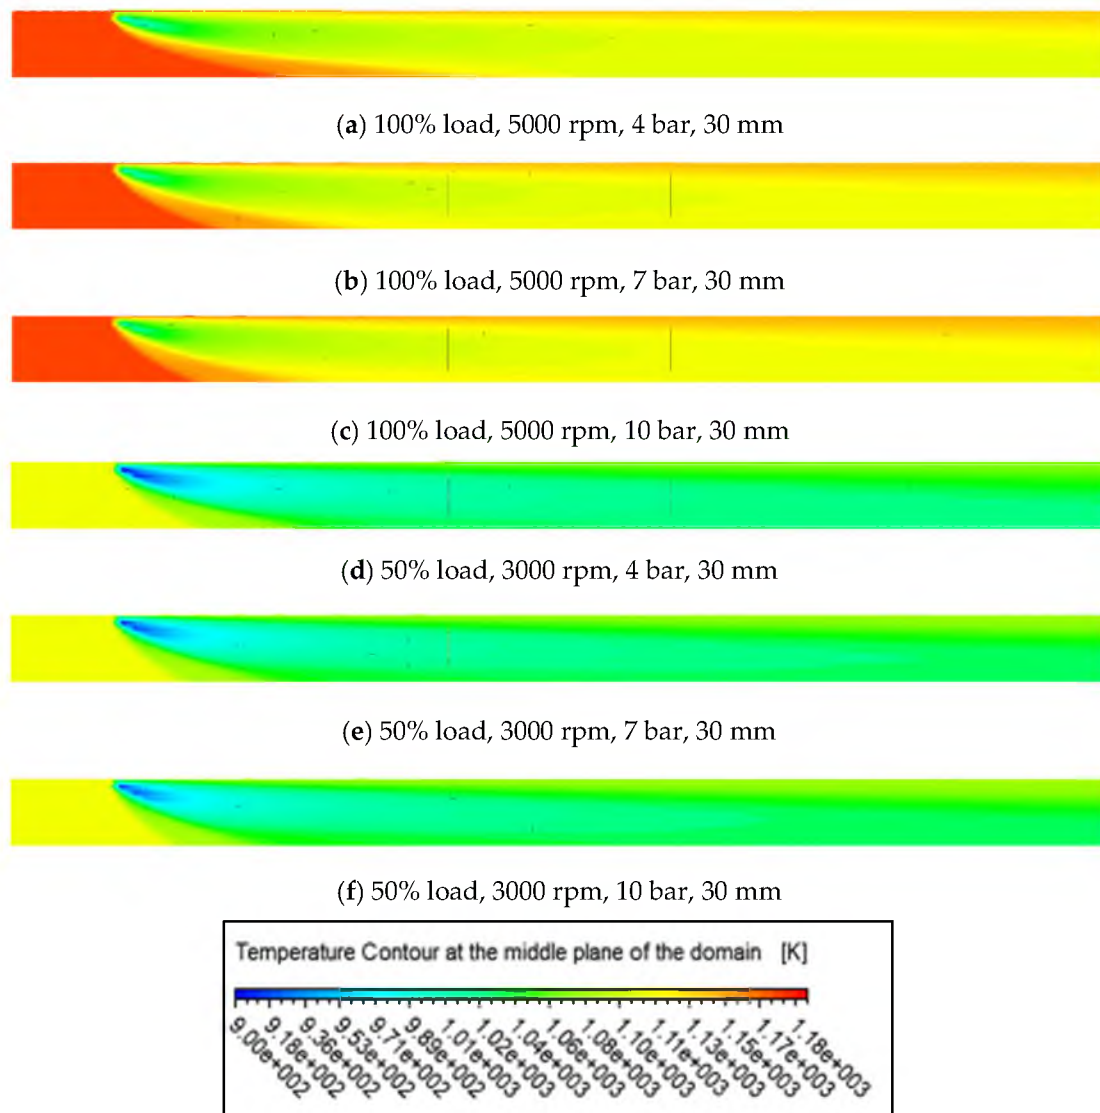 (a) 100% load, 5000 rpm, 4 bar, 30 mm
(b) 100% load, 5000 rpm, 7 bar, 30 mm
(c) 100% load, 5000 rpm, 10 bar, 30 mm
(d) 50% load, 3000 rpm, 4 bar, 30 mm
(e) 50% load, 3000 rpm, 7 bar, 30 mm
(f) 50% load, 3000 rpm, 10 bar, 30 mm
Temperature Contour at the middle plane of the domain [K]
9.00e+002
9.18e+002
9.36e+002
9.53e+002
9.71e+002
9.89e+002
1.01e+003
1.02e+003
1.04e+003
1.06e+003
1.08e+003
1.10e+003
1.11e+003
1.13e+003
1.15e+003
1.17e+003
1.18e+003